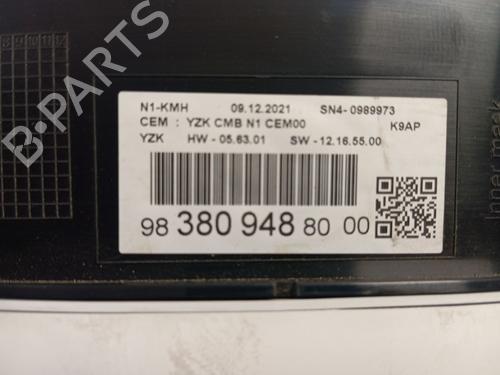 N1-KMH 09.12.2021 SN4- 0989973
CEM : YZK CMB N1 CEM00 K9AP
YZK HW - 05.63.01 SW - 12.16.55.00
98 380 948 80 00
B-PARTS